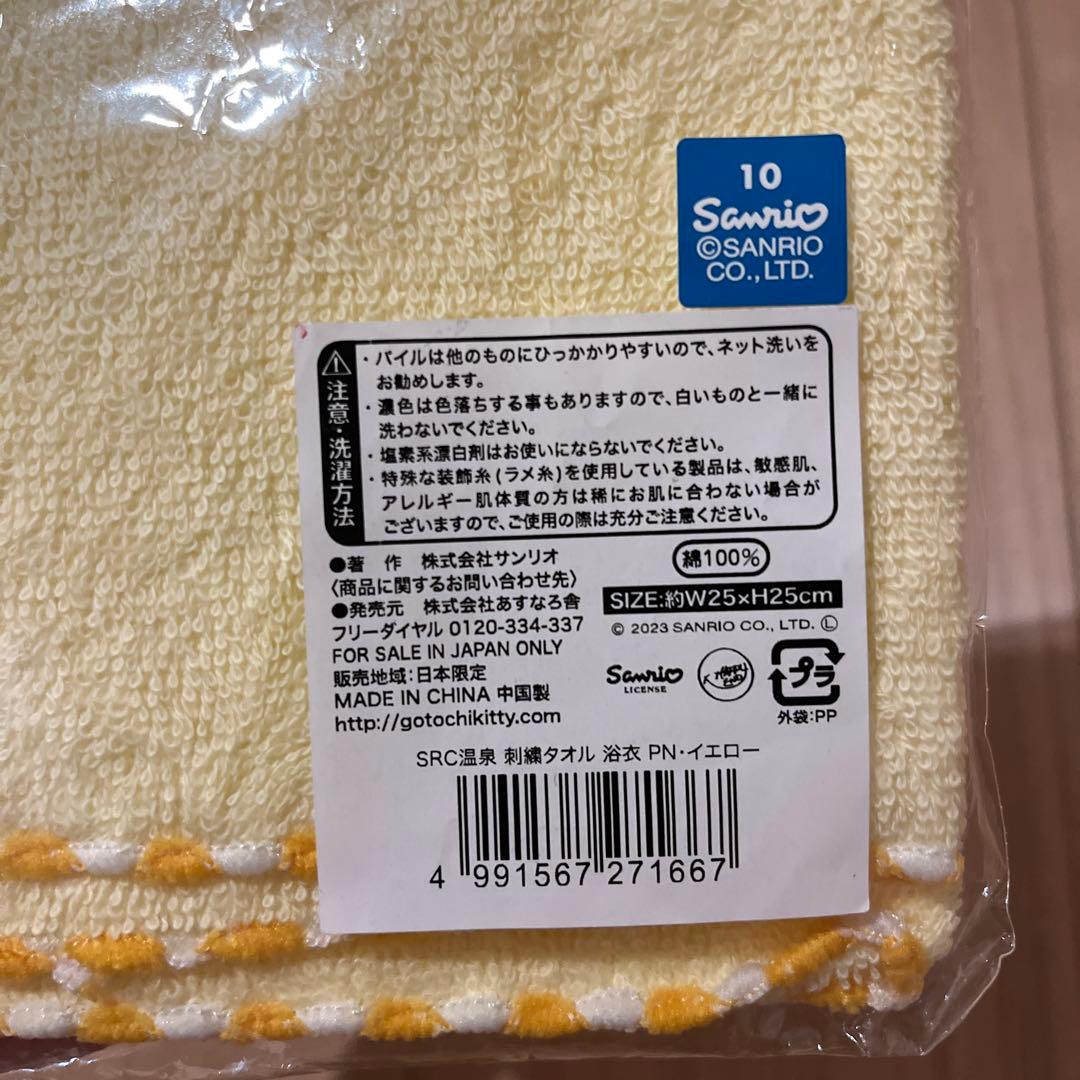 10
Sanrio
©SANRIO
CO.,LTD.
注意・洗濯方法
・パイルは他のものにひっかかりやすいので、ネット洗いを
お勧めします。
・濃色は色落ちする事もありますので、白いものと一緒に
洗わないでください。
・塩素系漂白剤はお使いにならないでください。
・特殊な装飾糸(ラメ糸)を使用している製品は、敏感肌、
アレルギー肌体質の方は稀にお肌に合わない場合が
ございますので、ご使用の際は充分ご注意ください。
●著 作 株式会社サンリオ
〈商品に関するお問い合わせ先〉
●発売元 株式会社あすなろ舎
フリーダイヤル 0120-334-337
FOR SALE IN JAPAN ONLY
販売地域:日本限定
MADE IN CHINA 中国製
http://gotochikitty.com
綿100%
SIZE:約W25×H25cm
© 2023 SANRIO CO., LTD. Ⓛ
Sanrio
LICENSE
プラ
外袋:PP
SRC温泉 刺繍タオル 浴衣 PN・イエロー
4 991567 271667